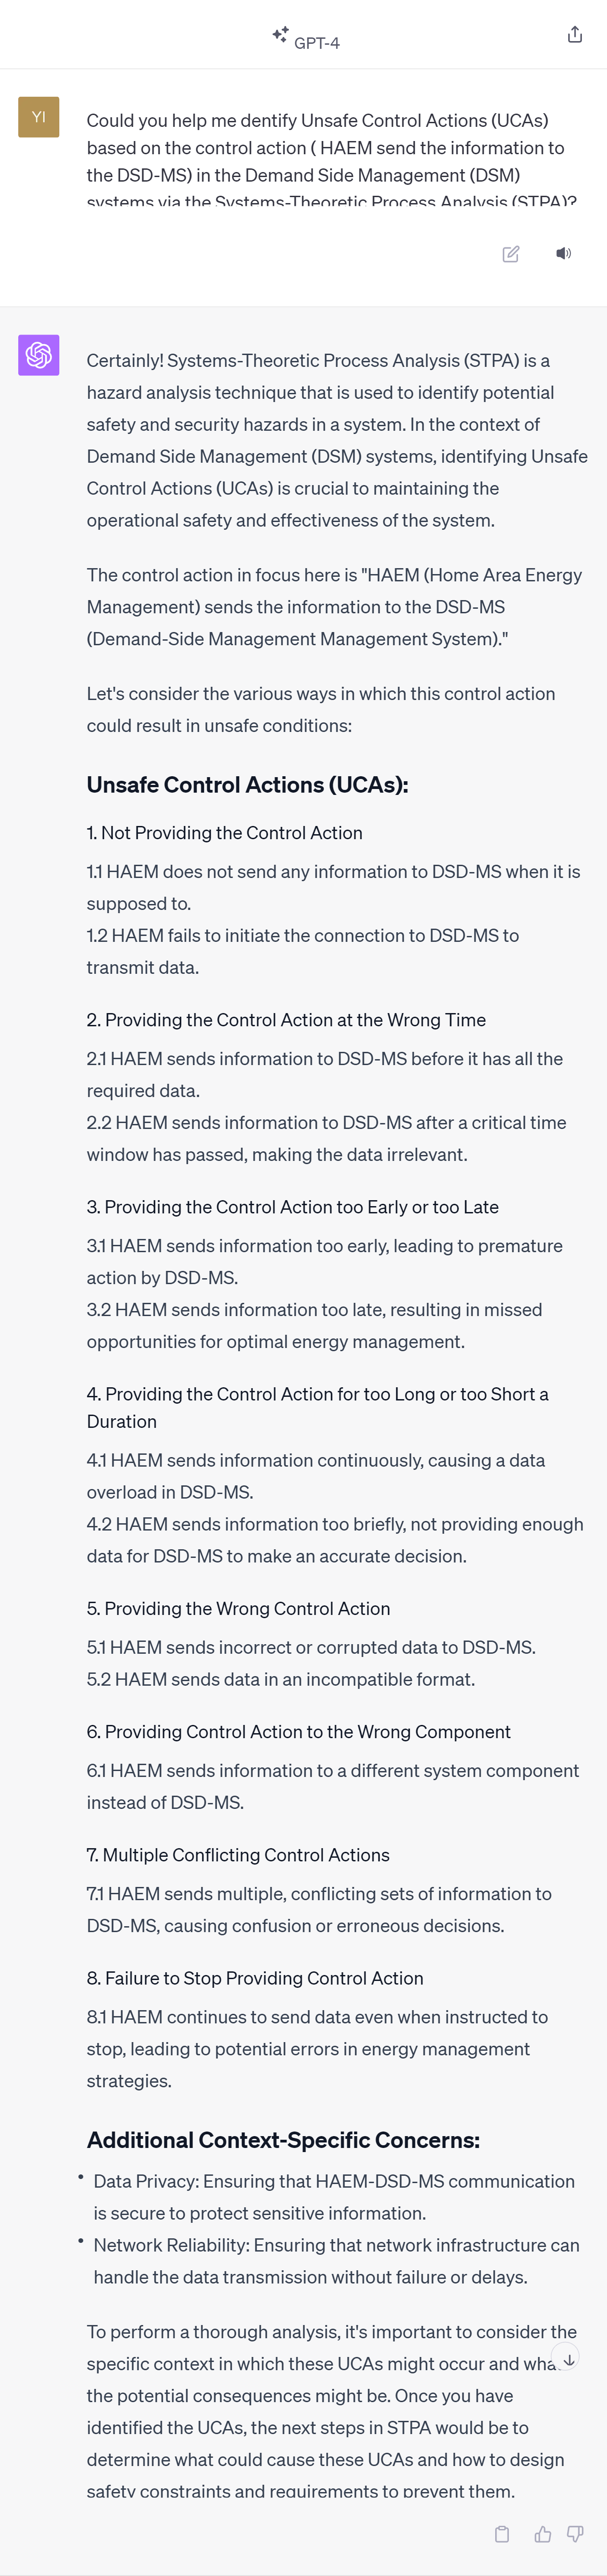 GPT-4
YI
Could you help me dentify Unsafe Control Actions (UCAs)
based on the control action ( HAEM send the information to
the DSD-MS) in the Demand Side Management (DSM)
systems via the Systems-Theoretic Process Analysis (STPA)?
Certainly! Systems-Theoretic Process Analysis (STPA) is a
hazard analysis technique that is used to identify potential
safety and security hazards in a system. In the context of
Demand Side Management (DSM) systems, identifying Unsafe
Control Actions (UCAs) is crucial to maintaining the
operational safety and effectiveness of the system.
The control action in focus here is "HAEM (Home Area Energy
Management) sends the information to the DSD-MS
(Demand-Side Management Management System)."
Let's consider the various ways in which this control action
could result in unsafe conditions:
Unsafe Control Actions (UCAs):
1. Not Providing the Control Action
1.1 HAEM does not send any information to DSD-MS when it is
supposed to.
1.2 HAEM fails to initiate the connection to DSD-MS to
transmit data.
2. Providing the Control Action at the Wrong Time
2.1 HAEM sends information to DSD-MS before it has all the
required data.
2.2 HAEM sends information to DSD-MS after a critical time
window has passed, making the data irrelevant.
3. Providing the Control Action too Early or too Late
3.1 HAEM sends information too early, leading to premature
action by DSD-MS.
3.2 HAEM sends information too late, resulting in missed
opportunities for optimal energy management.
4. Providing the Control Action for too Long or too Short a
Duration
4.1 HAEM sends information continuously, causing a data
overload in DSD-MS.
4.2 HAEM sends information too briefly, not providing enough
data for DSD-MS to make an accurate decision.
5. Providing the Wrong Control Action
5.1 HAEM sends incorrect or corrupted data to DSD-MS.
5.2 HAEM sends data in an incompatible format.
6. Providing Control Action to the Wrong Component
6.1 HAEM sends information to a different system component
instead of DSD-MS.
7. Multiple Conflicting Control Actions
7.1 HAEM sends multiple, conflicting sets of information to
DSD-MS, causing confusion or erroneous decisions.
8. Failure to Stop Providing Control Action
8.1 HAEM continues to send data even when instructed to
stop, leading to potential errors in energy management
strategies.
Additional Context-Specific Concerns:
• Data Privacy: Ensuring that HAEM-DSD-MS communication
is secure to protect sensitive information.
• Network Reliability: Ensuring that network infrastructure can
handle the data transmission without failure or delays.
To perform a thorough analysis, it's important to consider the
specific context in which these UCAs might occur and what
the potential consequences might be. Once you have
identified the UCAs, the next steps in STPA would be to
determine what could cause these UCAs and how to design
safety constraints and requirements to prevent them.